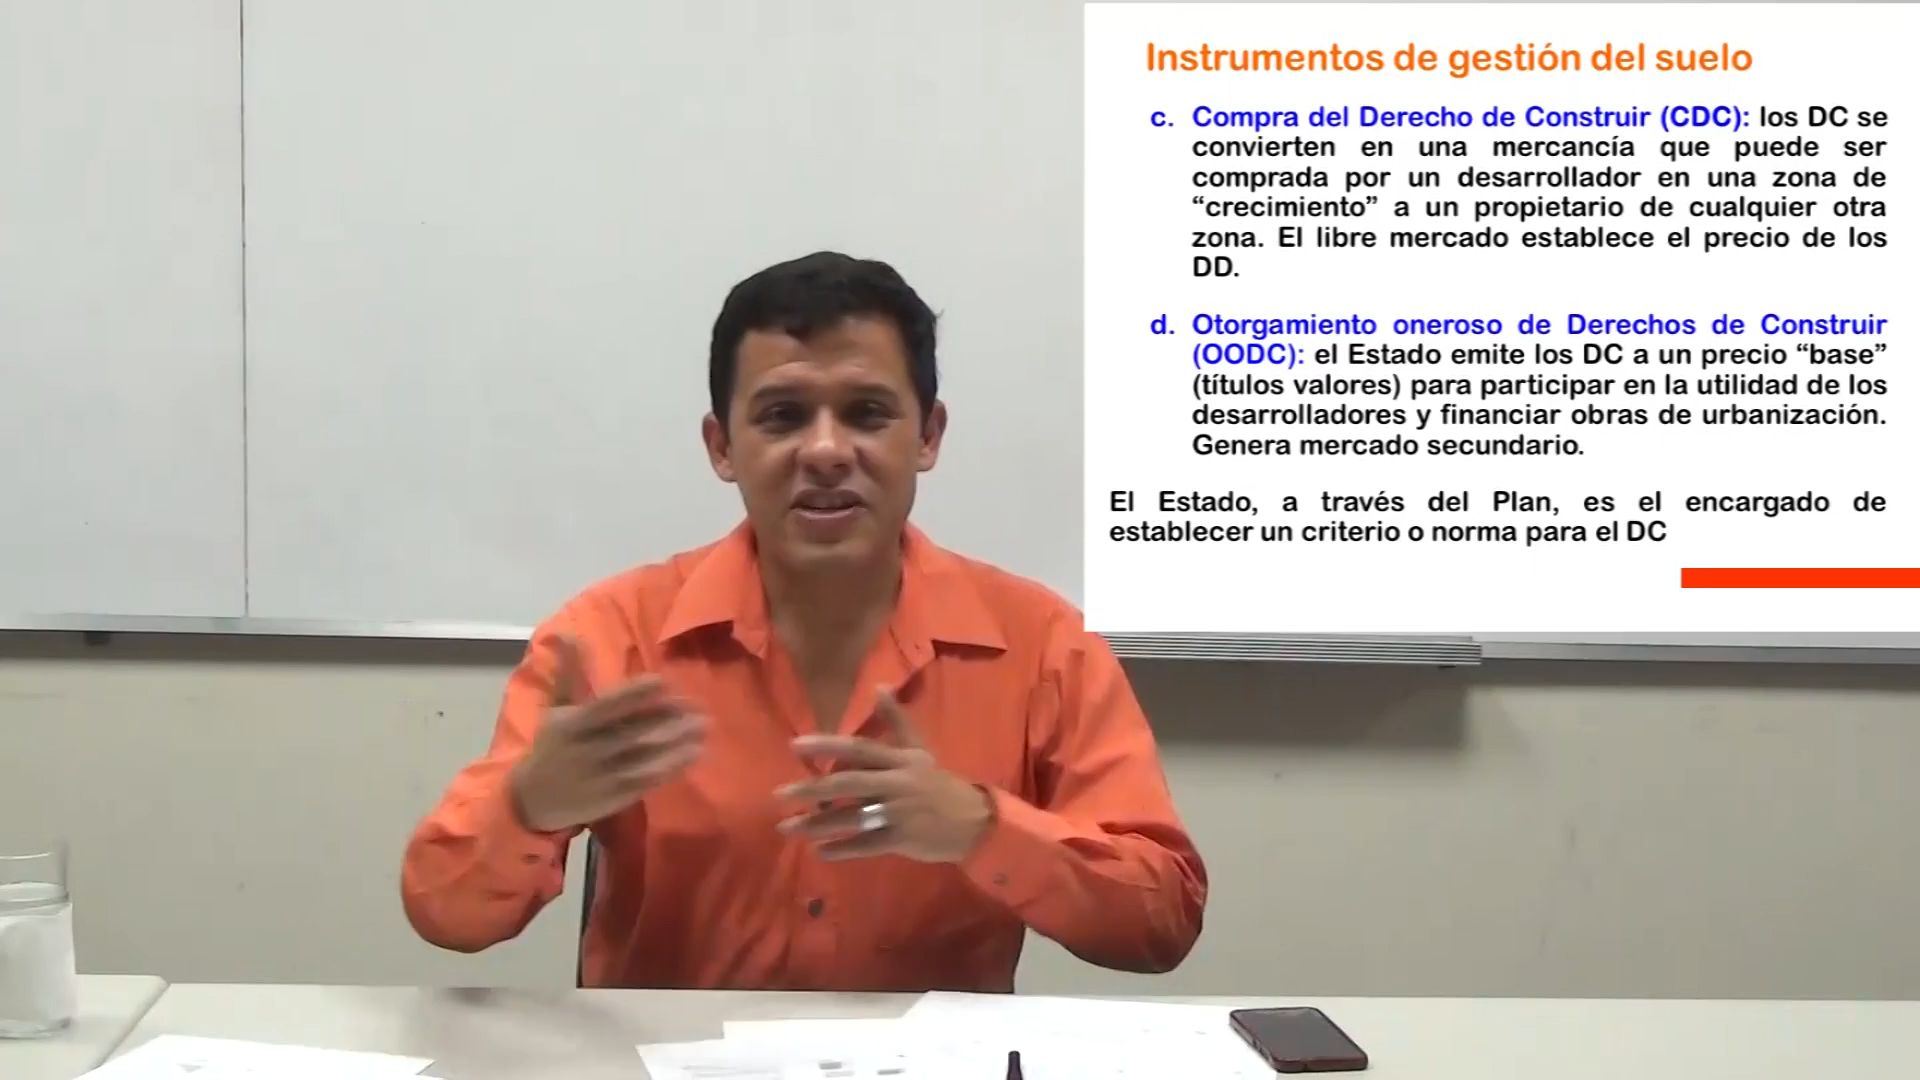 Instrumentos de gestión del suelo
c. Compra del Derecho de Construir (CDC): los DC se
convierten en una mercancía que puede ser
comprada por un desarrollador en una zona de
“crecimiento” a un propietario de cualquier otra
zona. El libre mercado establece el precio de los
DD.
d. Otorgamiento oneroso de Derechos de Construir
(OODC): el Estado emite los DC a un precio “base”
(títulos valores) para participar en la utilidad de los
desarrolladores y financiar obras de urbanización.
Genera mercado secundario.
El Estado, a través del Plan, es el encargado de
establecer un criterio o norma para el DC